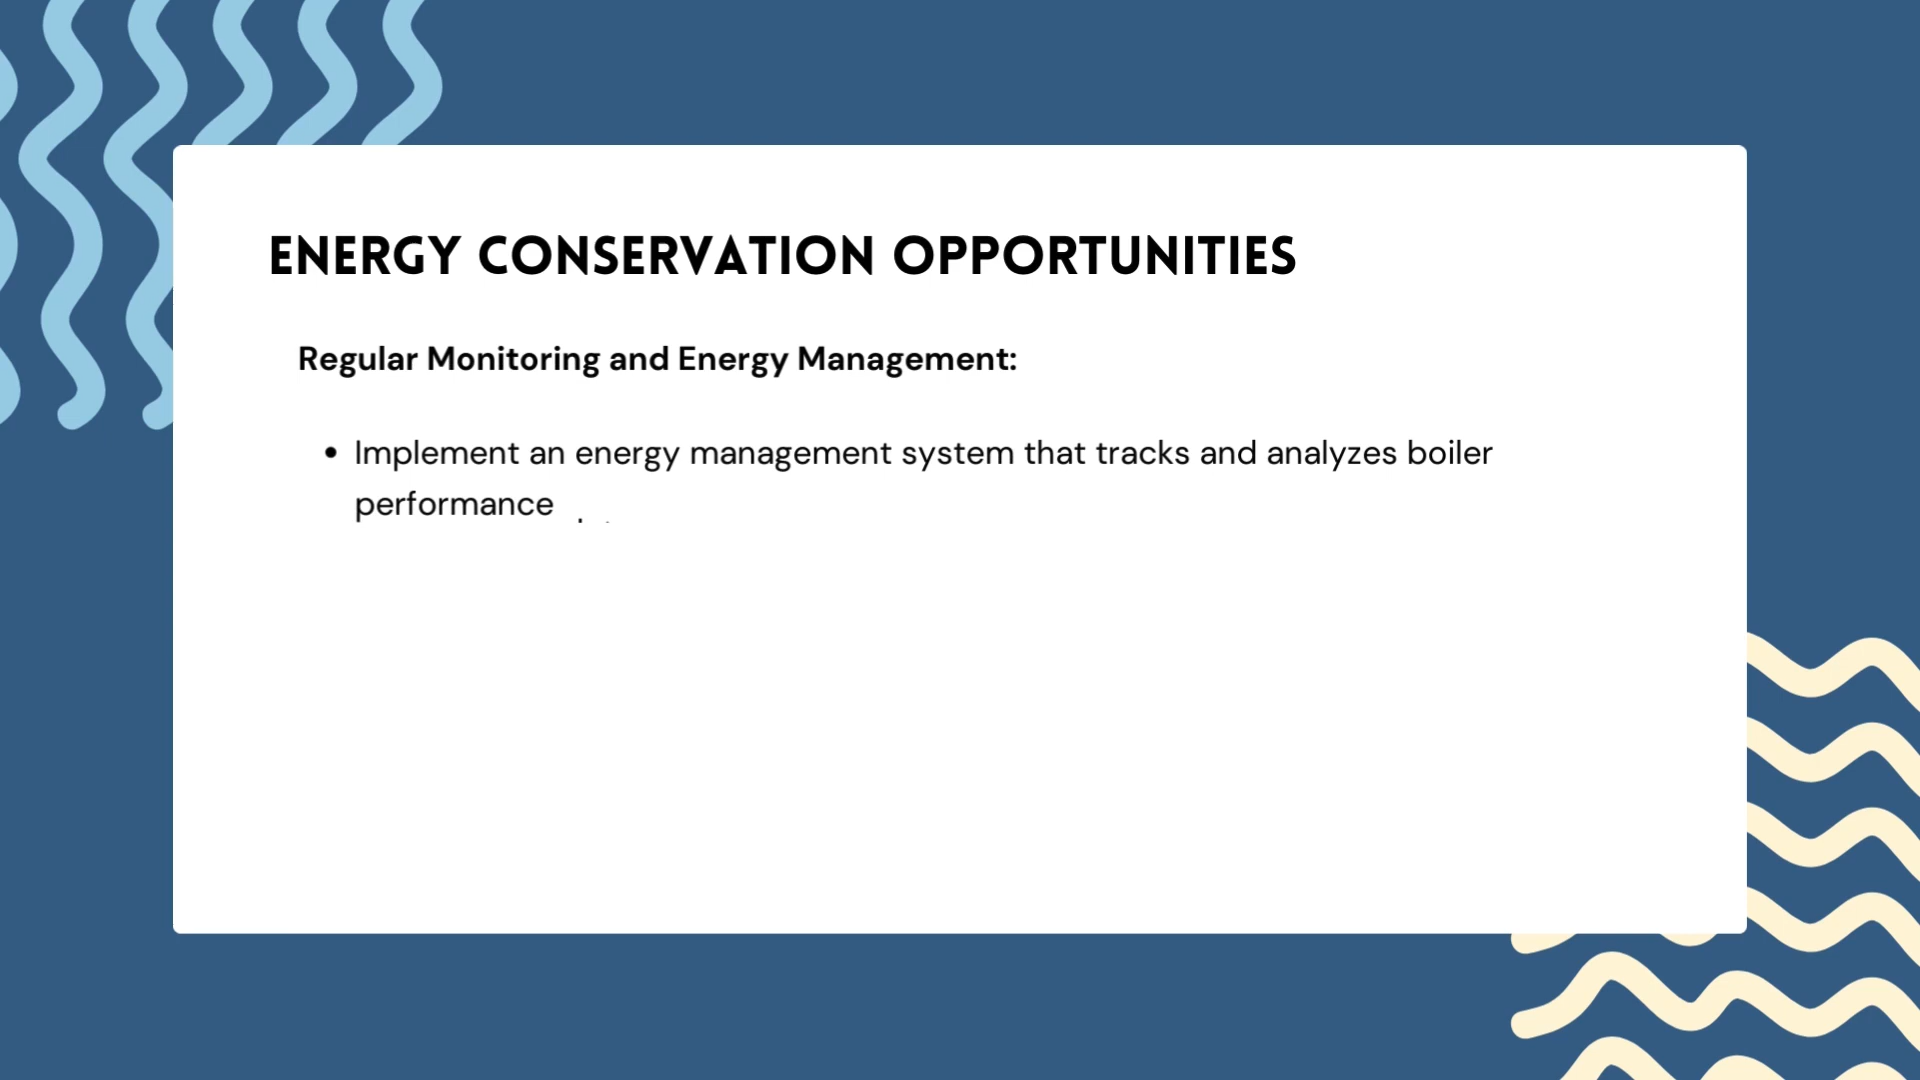 ENERGY CONSERVATION OPPORTUNITIES
Regular Monitoring and Energy Management:
• Implement an energy management system that tracks and analyzes boiler
performance